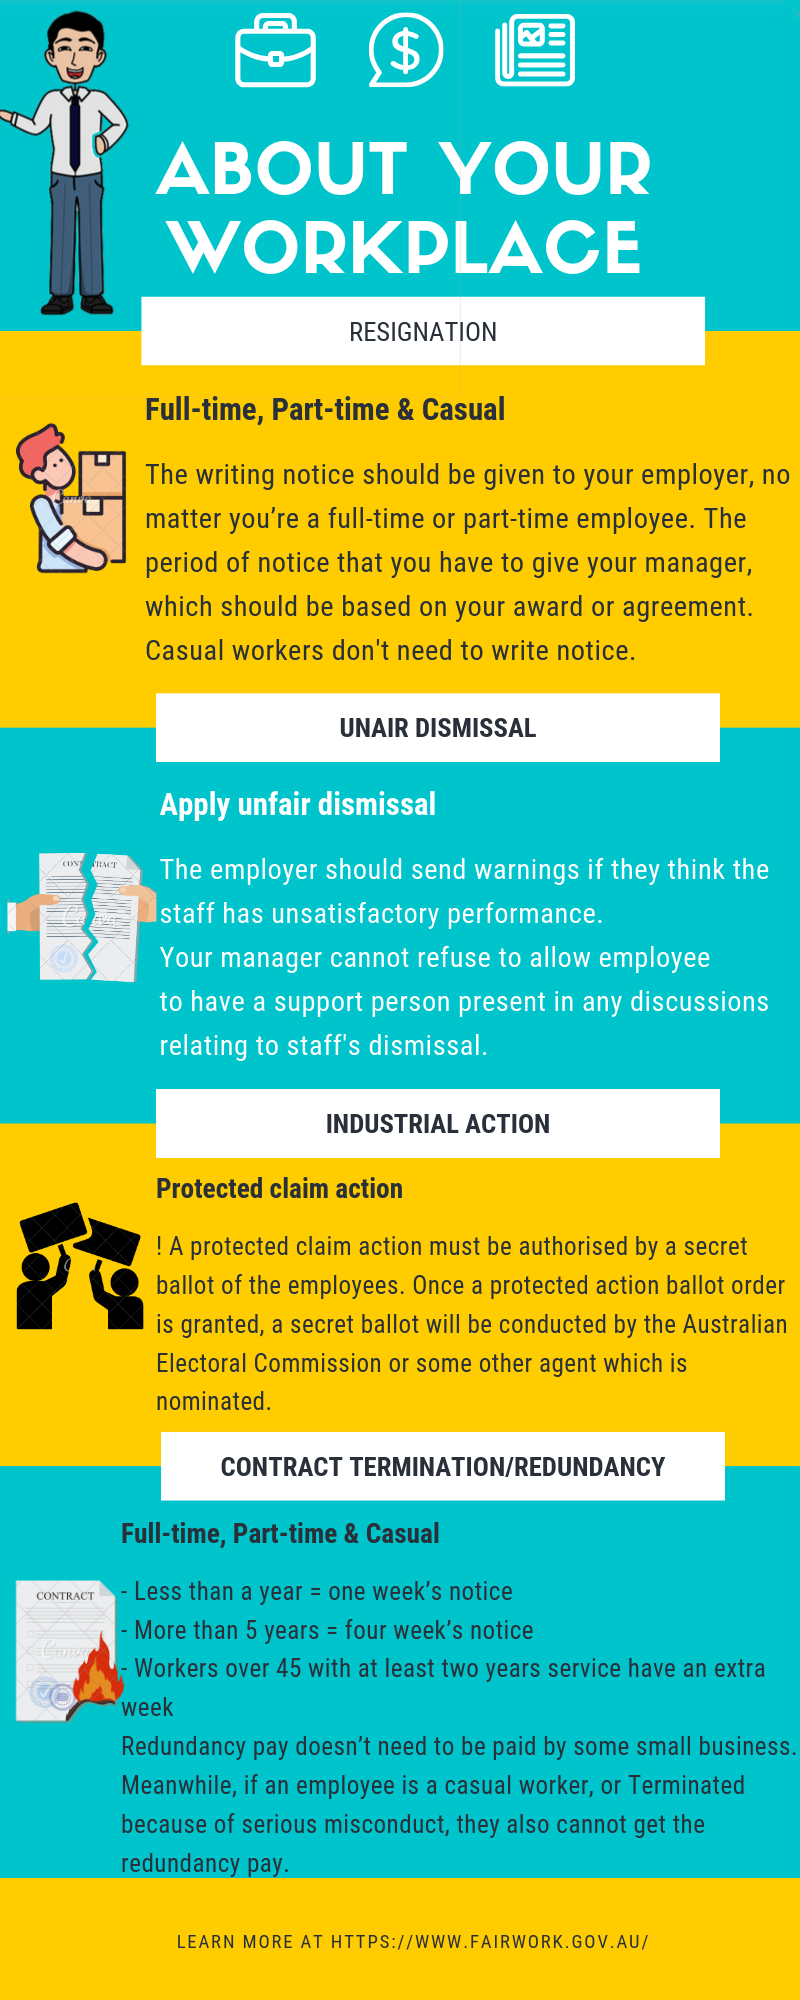 ABOUT YOUR
WORKPLACE
RESIGNATION
Full-time, Part-time & Casual
The writing notice should be given to your employer, no
matter you’re a full-time or part-time employee. The
period of notice that you have to give your manager,
which should be based on your award or agreement.
Casual workers don't need to write notice.
UNAIR DISMISSAL
Apply unfair dismissal
CONTRACT
The employer should send warnings if they think the
staff has unsatisfactory performance.
Your manager cannot refuse to allow employee
to have a support person present in any discussions
relating to staff's dismissal.
INDUSTRIAL ACTION
Protected claim action
! A protected claim action must be authorised by a secret
ballot of the employees. Once a protected action ballot order
is granted, a secret ballot will be conducted by the Australian
Electoral Commission or some other agent which is
nominated.
CONTRACT TERMINATION/REDUNDANCY
Full-time, Part-time & Casual
CONTRACT
Canva
- Less than a year = one week’s notice
- More than 5 years = four week’s notice
- Workers over 45 with at least two years service have an extra
week
Redundancy pay doesn’t need to be paid by some small business.
Meanwhile, if an employee is a casual worker, or Terminated
because of serious misconduct, they also cannot get the
redundancy pay.
LEARN MORE AT HTTPS://WWW.FAIRWORK.GOV.AU/